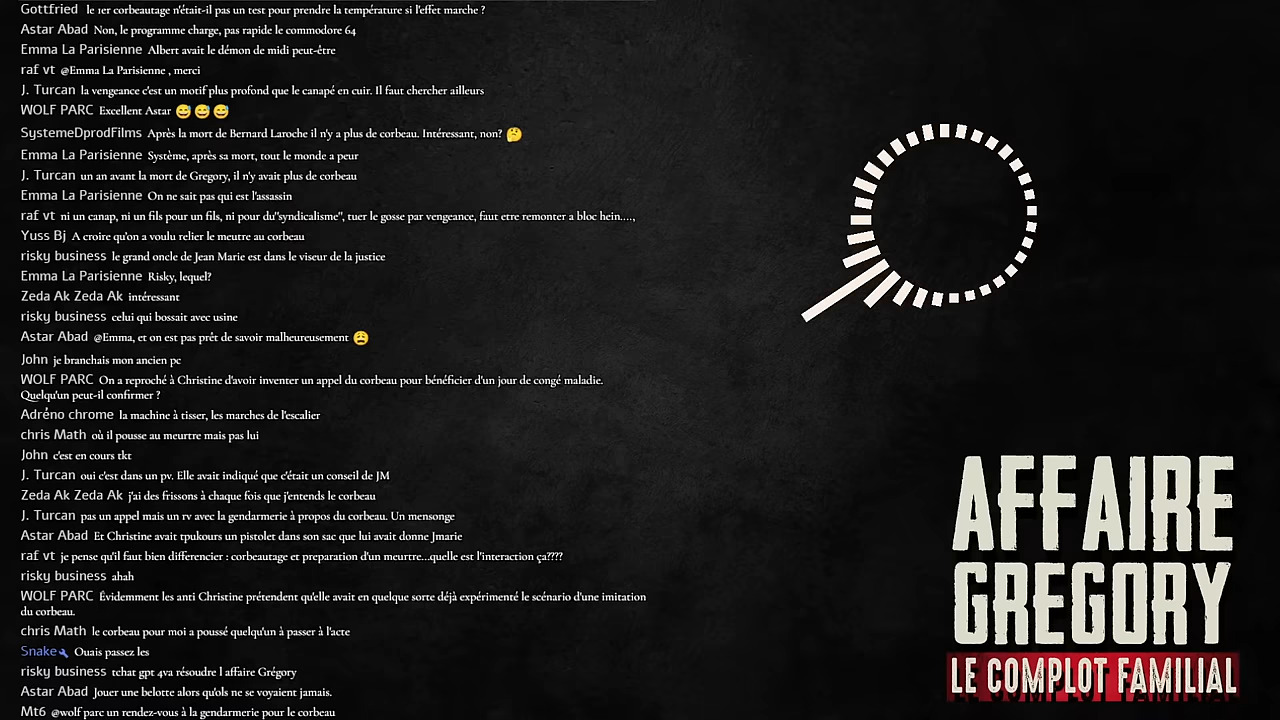 Gottfried le 1er corbeautage n'était-il pas un test pour prendre la température si l'effet marche ?
Astar Abad Non, le programme charge, pas rapide le commodore 64
Emma La Parisienne Albert avait le démon de midi peut-être
raf vt @Emma La Parisienne , merci
J. Turcan la vengeance c'est un motif plus profond que le canapé en cuir. Il faut chercher ailleurs
WOLF PARC Excellent Astar 😅 😅 😅
SystemeDprodFilms Après la mort de Bernard Laroche il n'y a plus de corbeau. Intéressant, non? 🤔
Emma La Parisienne Système, après sa mort, tout le monde a peur
J. Turcan un an avant la mort de Gregory, il n'y avait plus de corbeau
Emma La Parisienne On ne sait pas qui est l'assassin
raf vt ni un canap, ni un fils pour un fils, ni pour du"syndicalisme", tuer le gosse par vengeance, faut etre remonter a bloc hein....,
Yuss Bj A croire qu'on a voulu relier le meutre au corbeau
risky business le grand oncle de Jean Marie est dans le viseur de la justice
Emma La Parisienne Risky, lequel?
Zeda Ak Zeda Ak intéressant
risky business celui qui bossait avec usine
Astar Abad @Emma, et on est pas prêt de savoir malheureusement 😩
John je branchais mon ancien pc
WOLF PARC On a reproché à Christine d'avoir inventer un appel du corbeau pour bénéficier d'un jour de congé maladie.
Quelqu'un peut-il confirmer ?
Adréno chrome la machine à tisser, les marches de l'escalier
chris Math où il pousse au meurtre mais pas lui
John c'est en cours tkt
J. Turcan oui c'est dans un pv. Elle avait indiqué que c'était un conseil de JM
Zeda Ak Zeda Ak j'ai des frissons à chaque fois que j'entends le corbeau
J. Turcan pas un appel mais un rv avec la gendarmerie à propos du corbeau. Un mensonge
Astar Abad Et Christine avait tpukours un pistolet dans son sac que lui avait donne Jmarie
raf vt je pense qu'il faut bien differencier : corbeautage et preparation d'un meurtre...quelle est l'interaction ça????
risky business ahah
WOLF PARC Évidemment les anti Christine prétendent qu'elle avait en quelque sorte déjà expérimenté le scénario d'une imitation
du corbeau.
chris Math le corbeau pour moi a poussé quelqu'un à passer à l'acte
Snake Ouais passez les
risky business tchat gpt 4va résoudre l affaire Grégory
Astar Abad Jouer une belotte alors qu'ols ne se voyaient jamais.
Mt6 @wolf parc un rendez-vous à la gendarmerie pour le corbeau
AFFAIRE
GREGORY
LE COMPLOT FAMILIAL